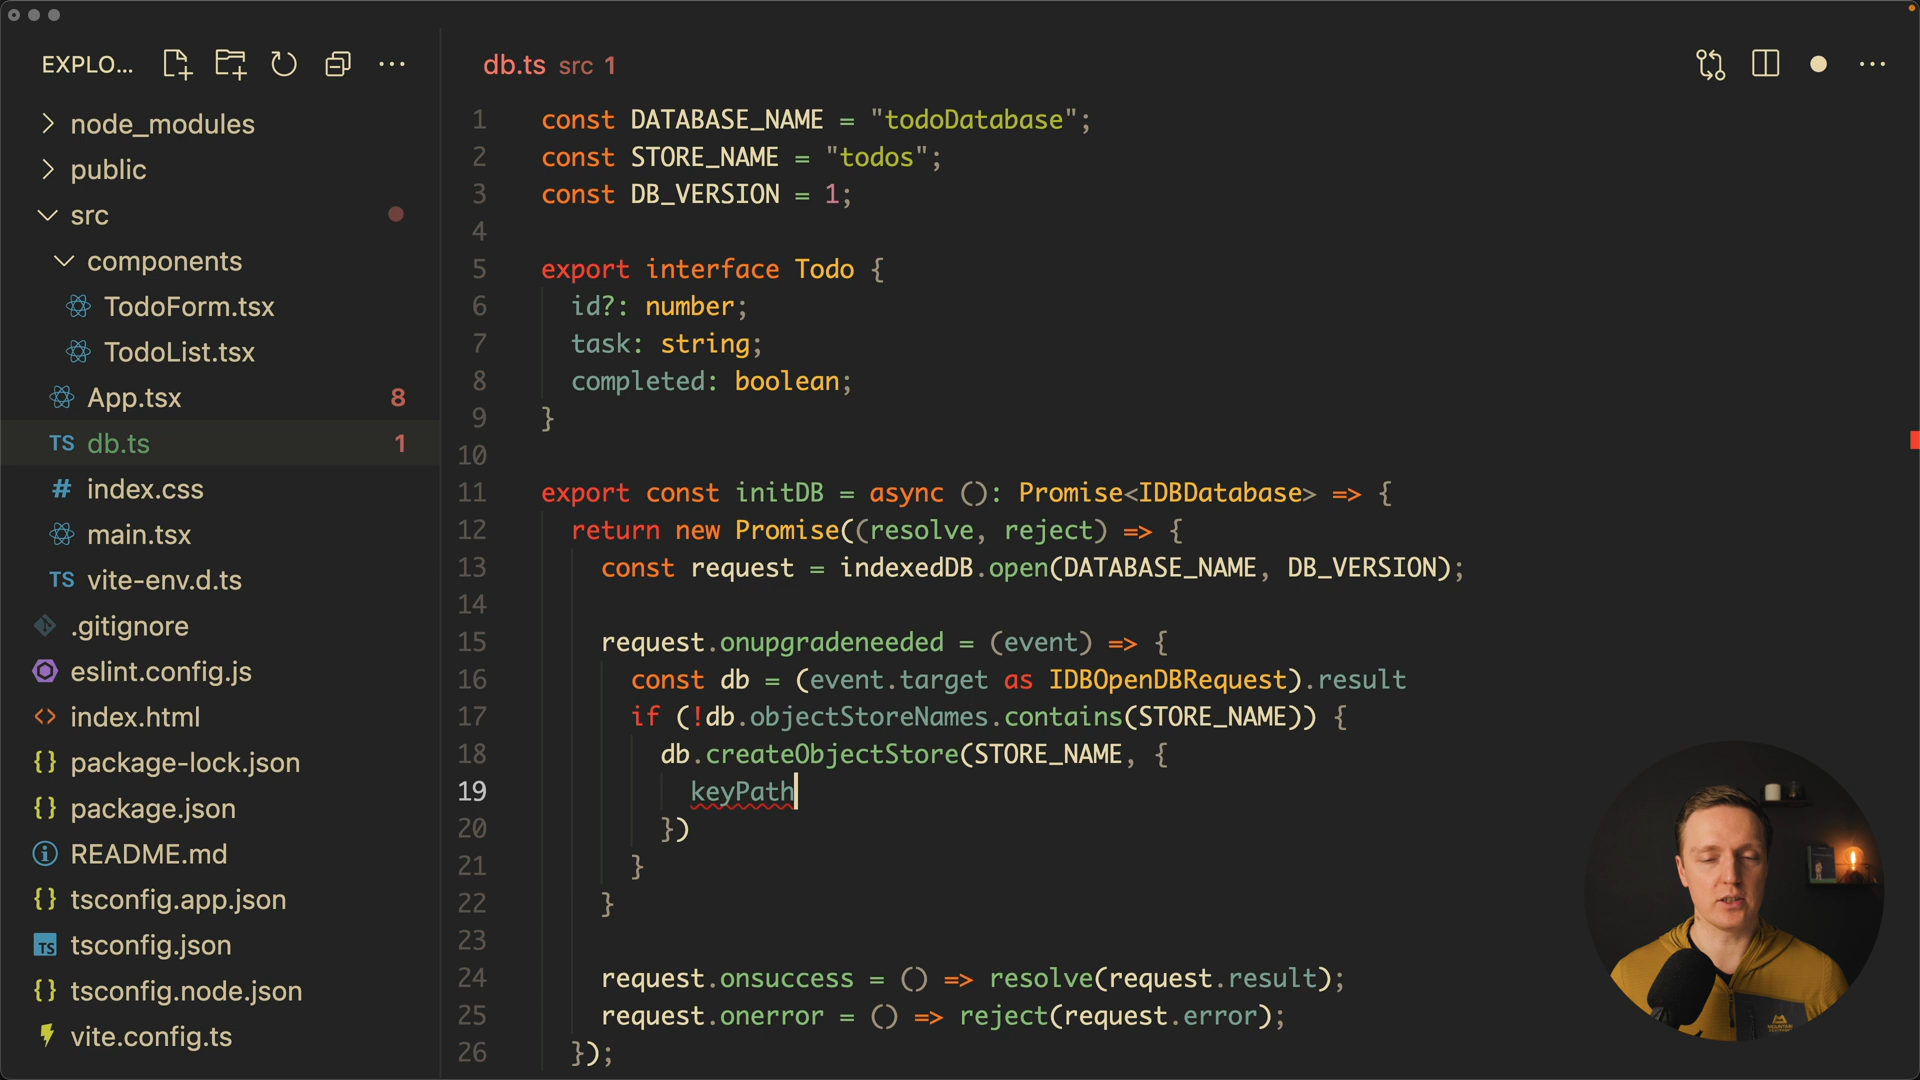 EXPLO...
node_modules
public
src
components
TodoForm.tsx
TodoList.tsx
App.tsx 8
TS db.ts 1
# index.css
main.tsx
TS vite-env.d.ts
.gitignore
eslint.config.js
<> index.html
{} package-lock.json
{} package.json
README.md
{} tsconfig.app.json
TS tsconfig.json
{} tsconfig.node.json
vite.config.ts
db.ts src 1
1 const DATABASE_NAME = "todoDatabase";
2 const STORE_NAME = "todos";
3 const DB_VERSION = 1;
4
5 export interface Todo {
6 id?: number;
7 task: string;
8 completed: boolean;
9 }
10
11 export const initDB = async (): Promise<IDBDatabase> => {
12 return new Promise((resolve, reject) => {
13 const request = indexedDB.open(DATABASE_NAME, DB_VERSION);
14
15 request.onupgradeneeded = (event) => {
16 const db = (event.target as IDBOpenDBRequest).result
17 if (!db.objectStoreNames.contains(STORE_NAME)) {
18 db.createObjectStore(STORE_NAME, {
19 keyPath
20 })
21 }
22 }
23
24 request.onsuccess = () => resolve(request.result);
25 request.onerror = () => reject(request.error);
26 });